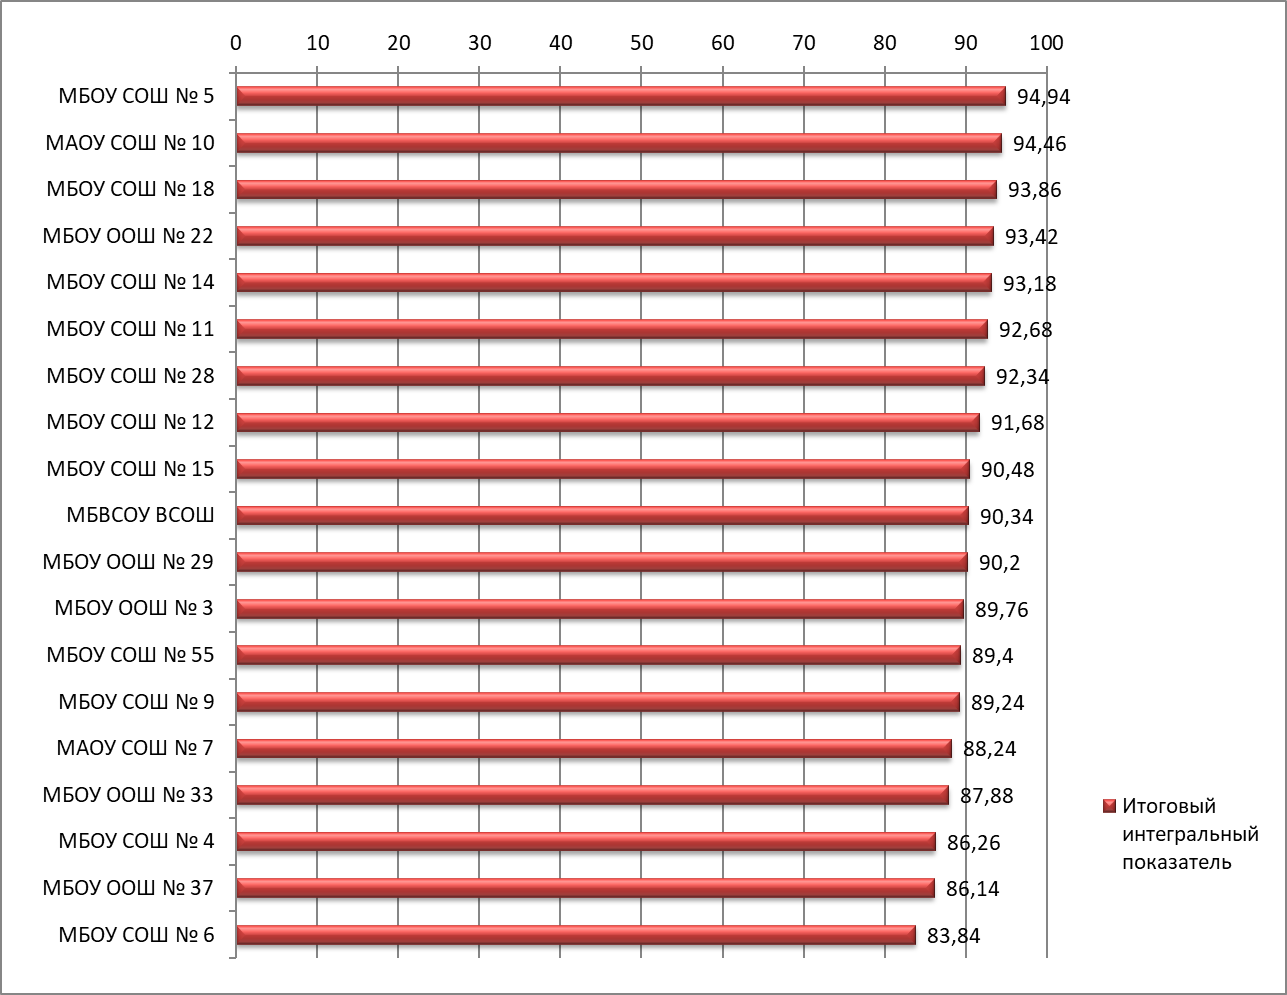 0 10 20 30 40 50 60 70 80 90 100
МБОУ СОШ № 5 94,94
МАОУ СОШ № 10 94,46
МБОУ СОШ № 18 93,86
МБОУ ООШ № 22 93,42
МБОУ СОШ № 14 93,18
МБОУ СОШ № 11 92,68
МБОУ СОШ № 28 92,34
МБОУ СОШ № 12 91,68
МБОУ СОШ № 15 90,48
МБВСОУ ВСОШ 90,34
МБОУ ООШ № 29 90,2
МБОУ ООШ № 3 89,76
МБОУ СОШ № 55 89,4
МБОУ СОШ № 9 89,24
МАОУ СОШ № 7 88,24
МБОУ ООШ № 33 87,88
МБОУ СОШ № 4 86,26
МБОУ ООШ № 37 86,14
МБОУ СОШ № 6 83,84
Итоговый
интегральный
показатель